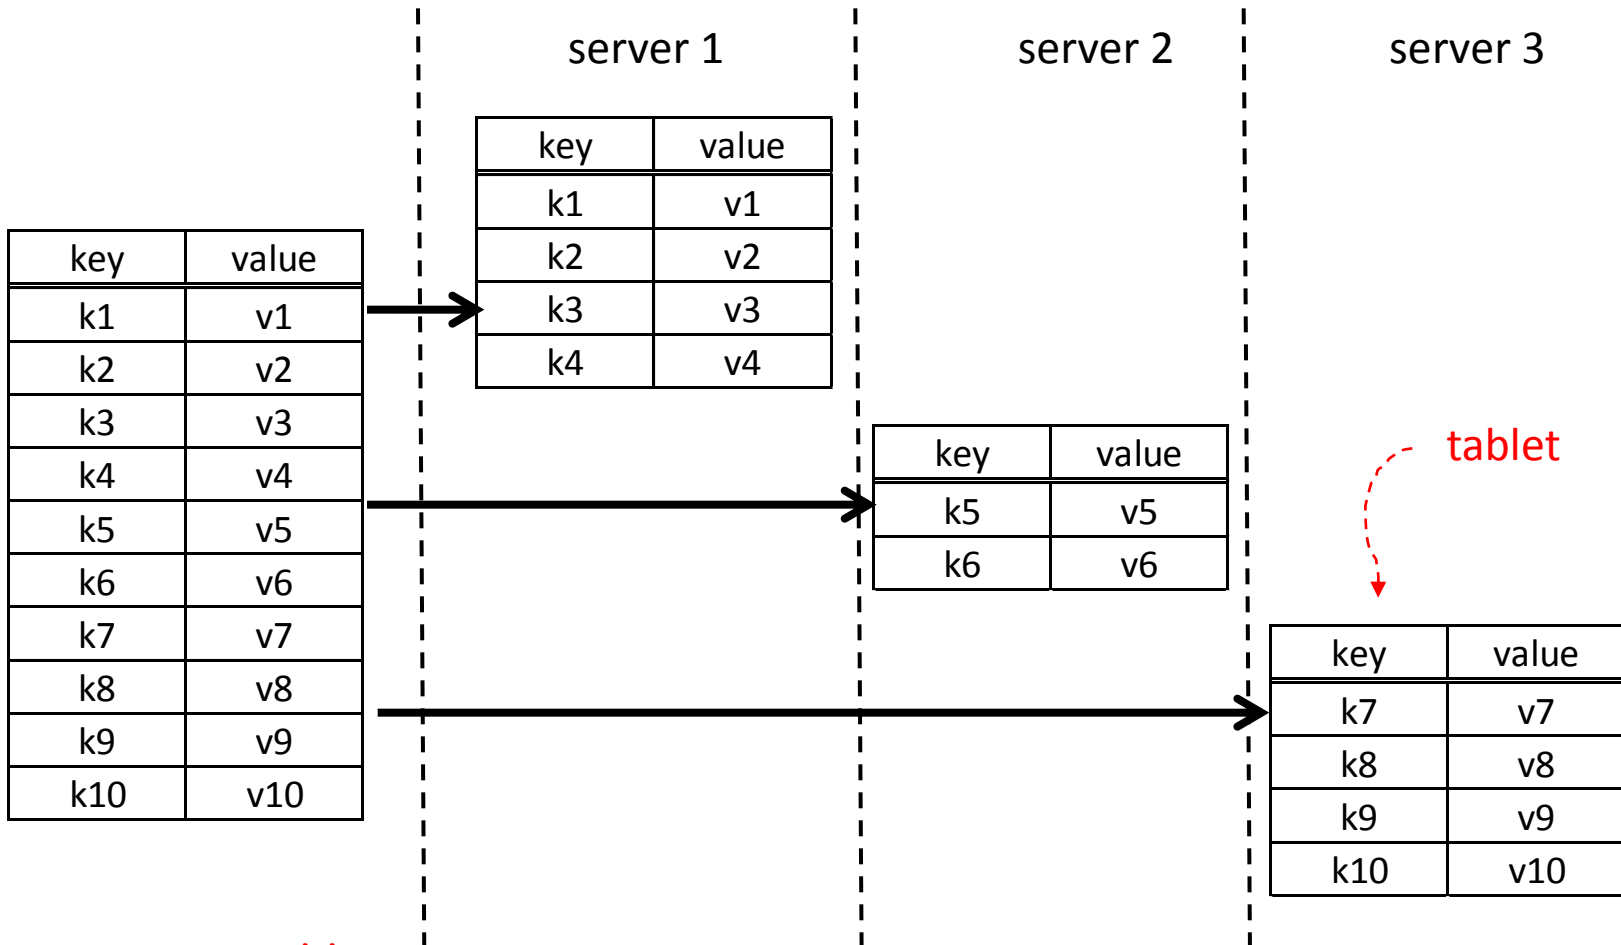 server 1
server 2
server 3
key value
k1 v1
k2 v2
k3 v3
k4 v4
k5 v5
k6 v6
k7 v7
k8 v8
k9 v9
k10 v10
key value
k1 v1
k2 v2
k3 v3
k4 v4
key value
k5 v5
k6 v6
tablet
key value
k7 v7
k8 v8
k9 v9
k10 v10